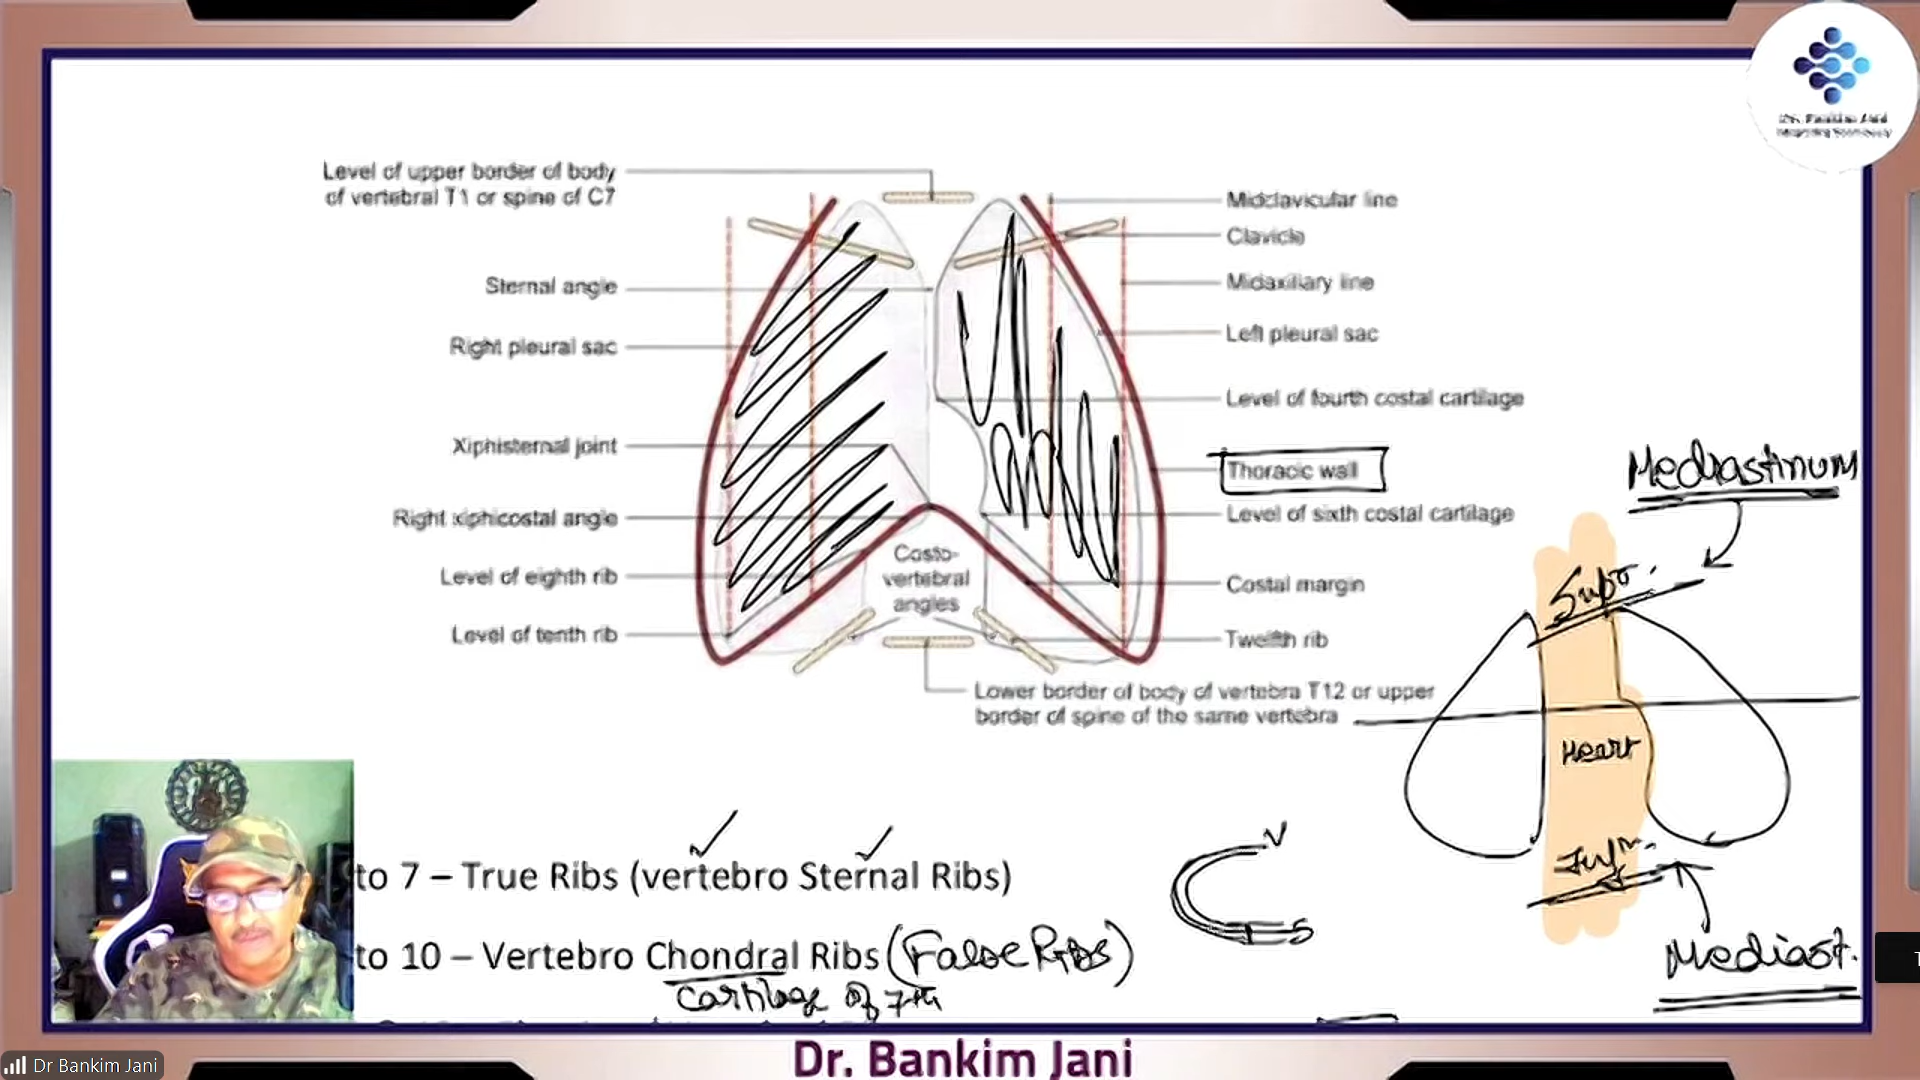 Level of upper border of body
of vertebral T1 or spine of C7
Sternal angle
Right pleural sac
Xiphisternal joint
Right xiphicostal angle
Level of eighth rib
Level of tenth rib
Midclavicular line
Clavicle
Midaxillary line
Left pleural sac
Level of fourth costal cartilage
Thoracic wall
Level of sixth costal cartilage
Costal margin
Twelfth rib
Costo-
vertebral
angles
Lower border of body of vertebra T12 or upper
border of spine of the same vertebra
Mediastinum
Supr.
Heart
Infr.
Mediast.
V
S
to 7 – True Ribs (vertebro Sternal Ribs)
to 10 – Vertebro Chondral Ribs (False Ribs)
Cartilage of 7th
Dr. Bankim Jani
Dr Bankim Jani